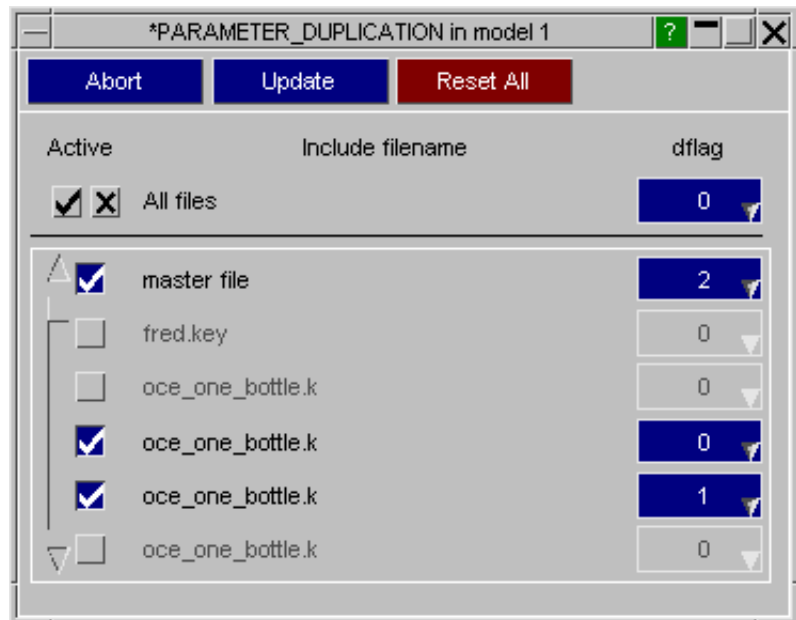 *PARAMETER_DUPLICATION in model 1 ?
Abort Update Reset All
Active Include filename dflag
All files 0
master file 2
fred.key 0
oce_one_bottle.k 0
oce_one_bottle.k 0
oce_one_bottle.k 1
oce_one_bottle.k 0